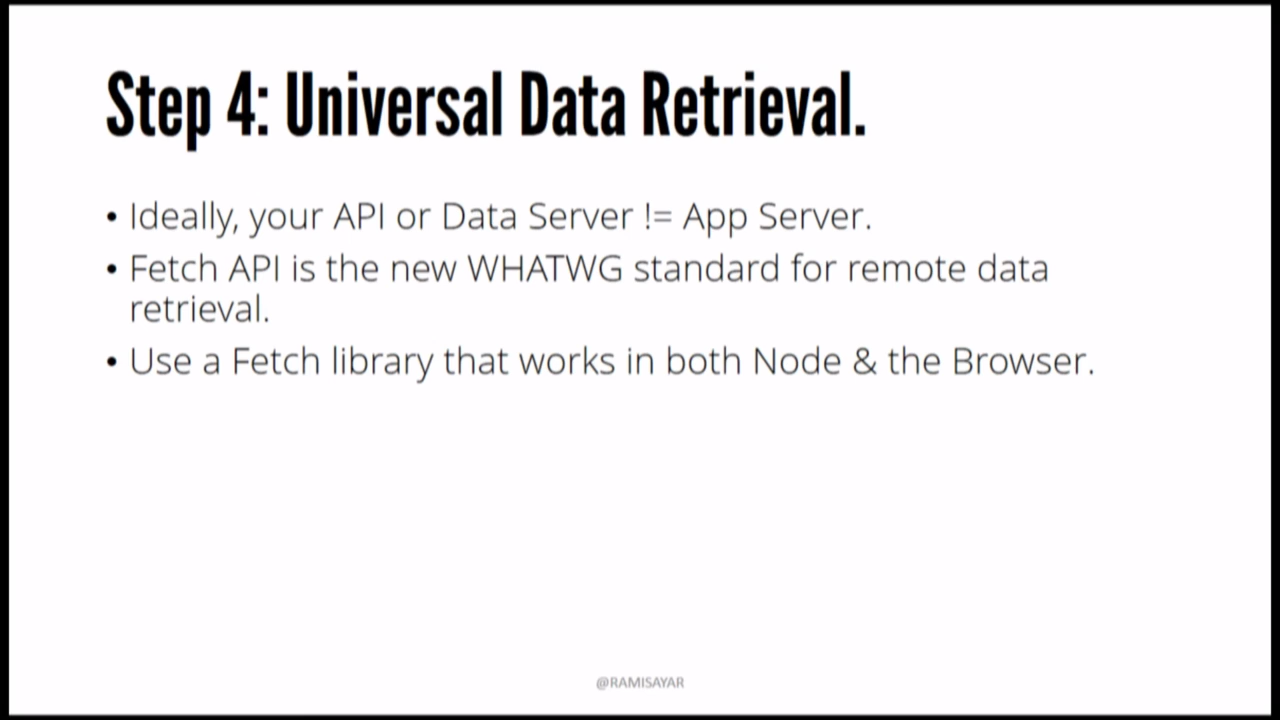 Step 4: Universal Data Retrieval.
• Ideally, your API or Data Server != App Server.
• Fetch API is the new WHATWG standard for remote data
retrieval.
• Use a Fetch library that works in both Node & the Browser.
@RAMISAYAR